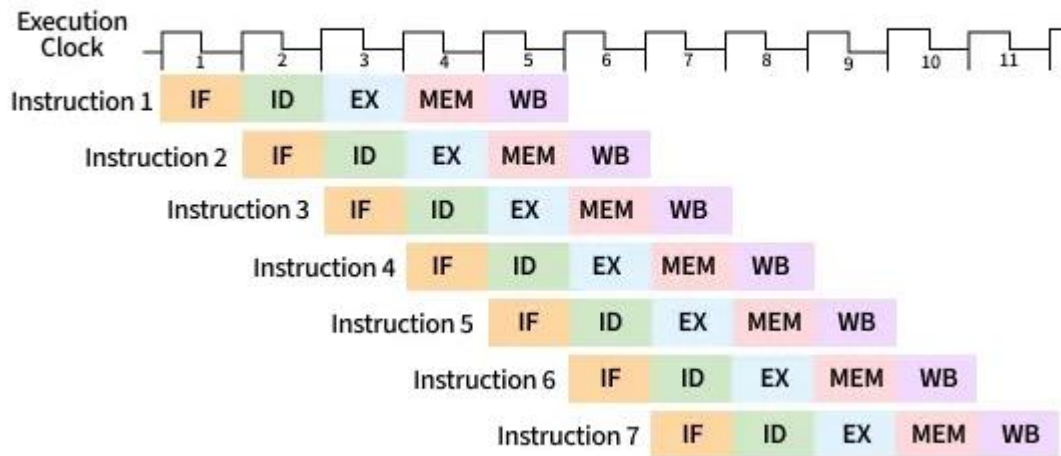 Execution
Clock
1 2 3 4 5 6 7 8 9 10 11
Instruction 1 IF ID EX MEM WB
Instruction 2 IF ID EX MEM WB
Instruction 3 IF ID EX MEM WB
Instruction 4 IF ID EX MEM WB
Instruction 5 IF ID EX MEM WB
Instruction 6 IF ID EX MEM WB
Instruction 7 IF ID EX MEM WB